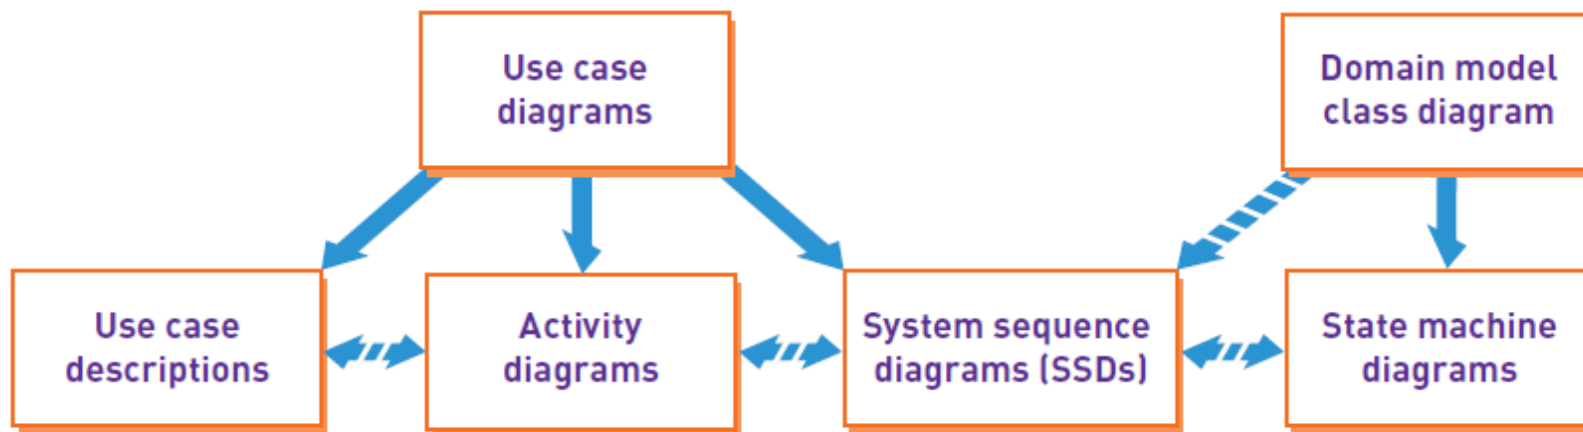 Use case
diagrams
Domain model
class diagram
Use case
descriptions
Activity
diagrams
System sequence
diagrams (SSDs)
State machine
diagrams